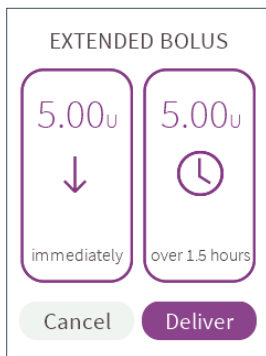 EXTENDED BOLUS
5.00U 5.00U
immediately over 1.5 hours
Cancel Deliver